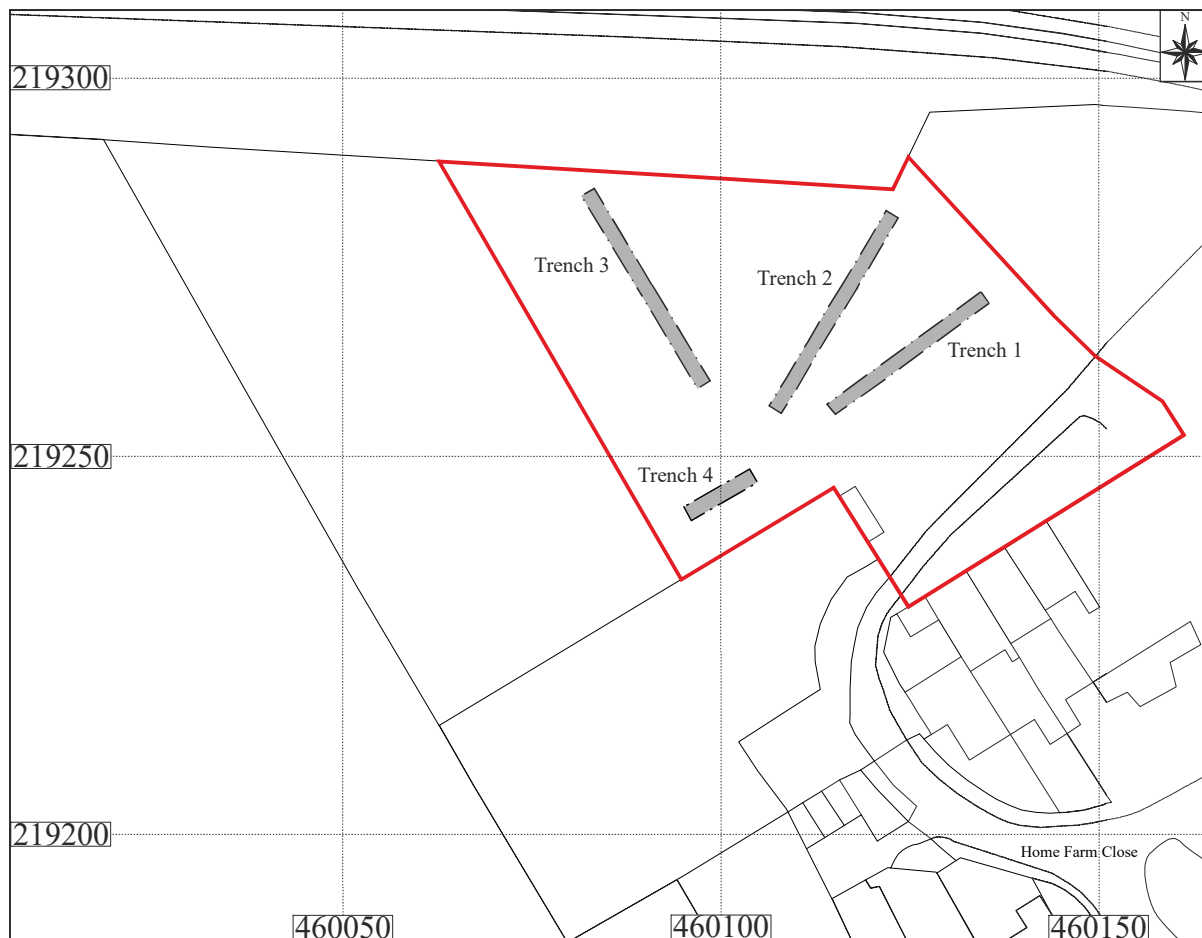 N
219300
Trench 3
Trench 2
Trench 1
219250
Trench 4
219200
Home Farm Close
460050
460100
460150